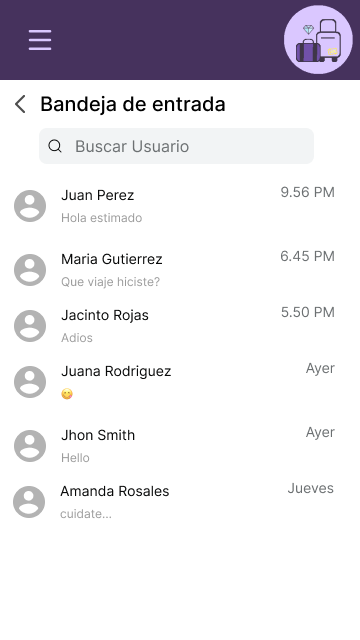 Bandeja de entrada
Buscar Usuario
Juan Perez 9.56 PM
Hola estimado
Maria Gutierrez 6.45 PM
Que viaje hiciste?
Jacinto Rojas 5.50 PM
Adios
Juana Rodriguez Ayer
😋
Jhon Smith Ayer
Hello
Amanda Rosales Jueves
cuidate...